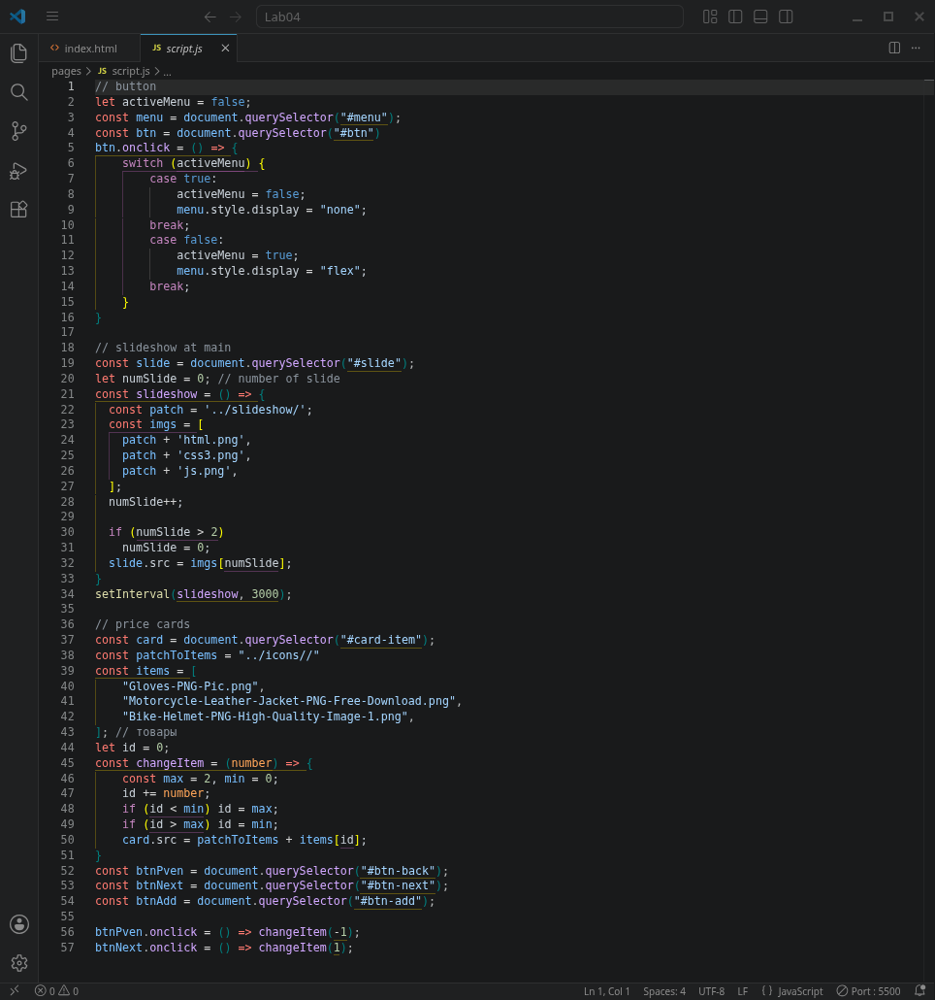 Lab04
index.html
JS script.js
pages > JS script.js > ...
1 // button
2 let activeMenu = false;
3 const menu = document.querySelector("#menu");
4 const btn = document.querySelector("#btn")
5 btn.onclick = () => {
6     switch (activeMenu) {
7         case true:
8             activeMenu = false;
9             menu.style.display = "none";
10         break;
11         case false:
12             activeMenu = true;
13             menu.style.display = "flex";
14         break;
15     }
16 }
17
18 // slideshow at main
19 const slide = document.querySelector("#slide");
20 let numSlide = 0; // number of slide
21 const slideshow = () => {
22   const patch = '../slideshow/';
23   const imgs = [
24     patch + 'html.png',
25     patch + 'css3.png',
26     patch + 'js.png',
27   ];
28   numSlide++;
29
30   if (numSlide > 2)
31     numSlide = 0;
32   slide.src = imgs[numSlide];
33 }
34 setInterval(slideshow, 3000);
35
36 // price cards
37 const card = document.querySelector("#card-item");
38 const patchToItems = "../icons//"
39 const items = [
40     "Gloves-PNG-Pic.png",
41     "Motorcycle-Leather-Jacket-PNG-Free-Download.png",
42     "Bike-Helmet-PNG-High-Quality-Image-1.png",
43 ]; // товары
44 let id = 0;
45 const changeItem = (number) => {
46     const max = 2, min = 0;
47     id += number;
48     if (id < min) id = max;
49     if (id > max) id = min;
50     card.src = patchToItems + items[id];
51 }
52 const btnPven = document.querySelector("#btn-back");
53 const btnNext = document.querySelector("#btn-next");
54 const btnAdd = document.querySelector("#btn-add");
55
56 btnPven.onclick = () => changeItem(-1);
57 btnNext.onclick = () => changeItem(1);
0 0 Ln 1, Col 1 Spaces: 4 UTF-8 LF { } JavaScript Port : 5500